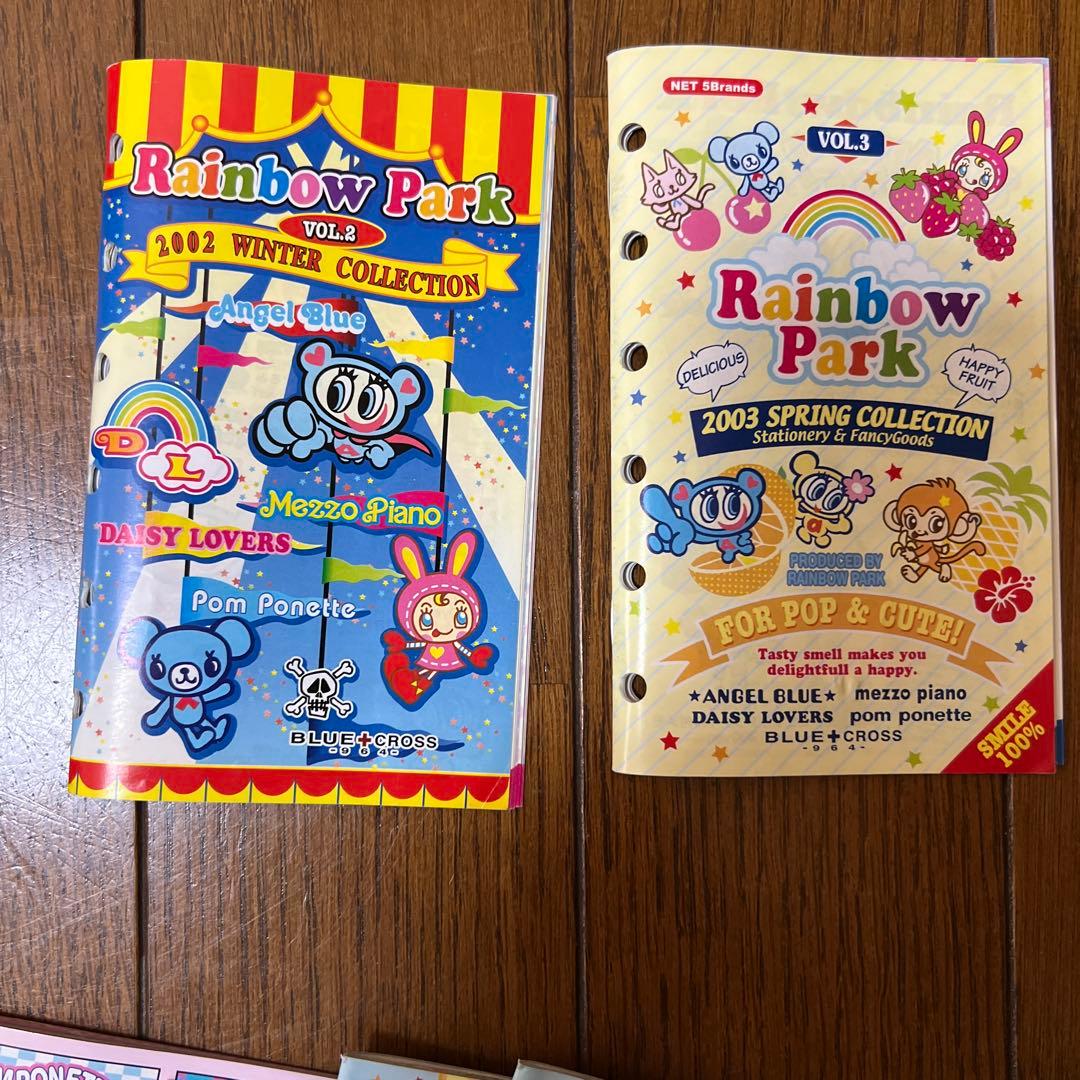 Rainbow Park
VOL.2
2002 WINTER COLLECTION
Angel Blue
D L
Mezzo Piano
DAISY LOVERS
Pom Ponette
BLUE+CROSS
-964-
NET 5Brands
VOL.3
Rainbow
Park
DELICIOUS
HAPPY
FRUIT
2003 SPRING COLLECTION
Stationery & FancyGoods
a
PRODUCED BY
RAINBOW PARK
FOR POP & CUTE!
Tasty smell makes you
delightfull a happy.
★ANGEL BLUE★ mezzo piano
DAISY LOVERS pom ponette
BLUE+CROSS
-964-
SMILE
100%